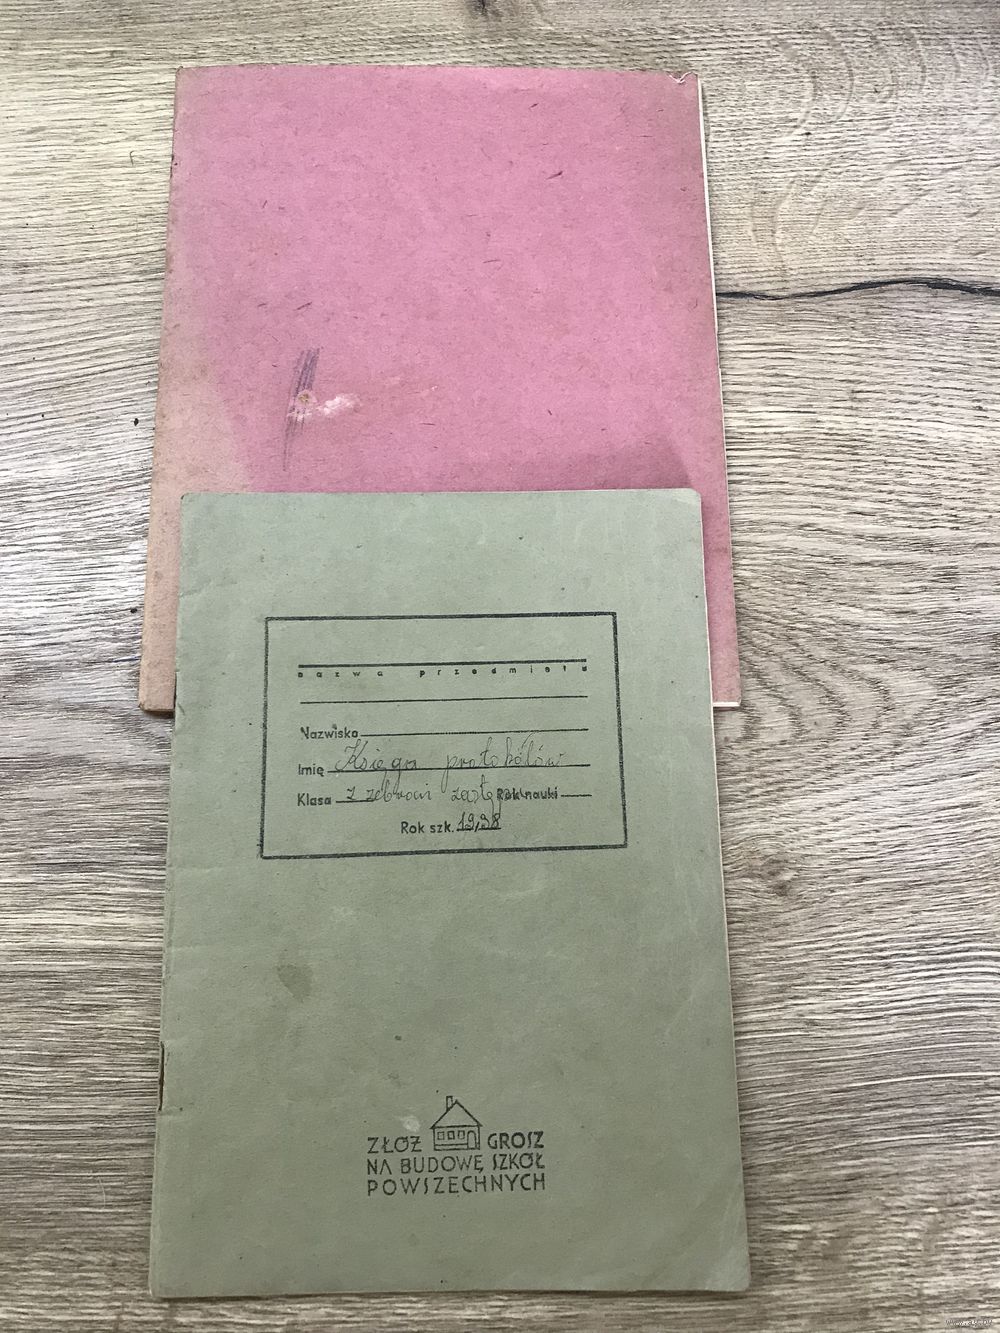 nazwa przedmiotu
Nazwisko
Imię Księga protokółów
Klasa z zebrań zastępu Rok nauki
Rok szk. 1938
ZŁÓŻ GROSZ
NA BUDOWĘ SZKÓŁ
POWSZECHNYCH